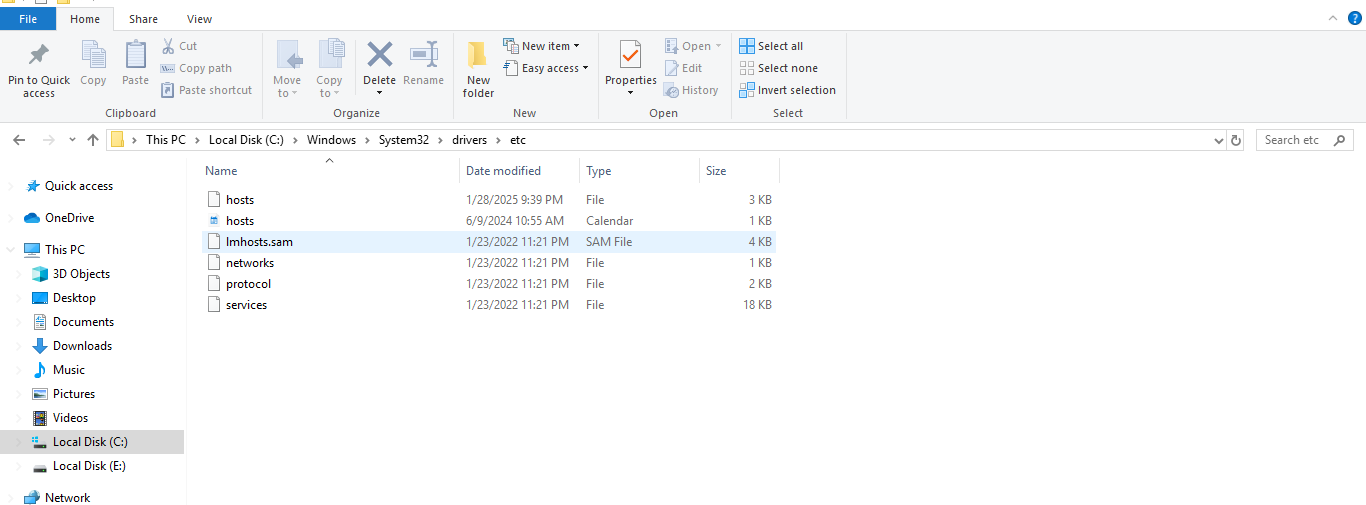 File Home Share View
Pin to Quick access
Copy
Paste
Cut
Copy path
Paste shortcut
Clipboard
Move to
Copy to
Delete
Rename
Organize
New folder
New item
Easy access
New
Properties
Open
Edit
History
Open
Select all
Select none
Invert selection
Select
This PC > Local Disk (C:) > Windows > System32 > drivers > etc
Search etc
Quick access
OneDrive
This PC
3D Objects
Desktop
Documents
Downloads
Music
Pictures
Videos
Local Disk (C:)
Local Disk (E:)
Network
Name Date modified Type Size
hosts 1/28/2025 9:39 PM File 3 KB
hosts 6/9/2024 10:55 AM Calendar 1 KB
lmhosts.sam 1/23/2022 11:21 PM SAM File 4 KB
networks 1/23/2022 11:21 PM File 1 KB
protocol 1/23/2022 11:21 PM File 2 KB
services 1/23/2022 11:21 PM File 18 KB